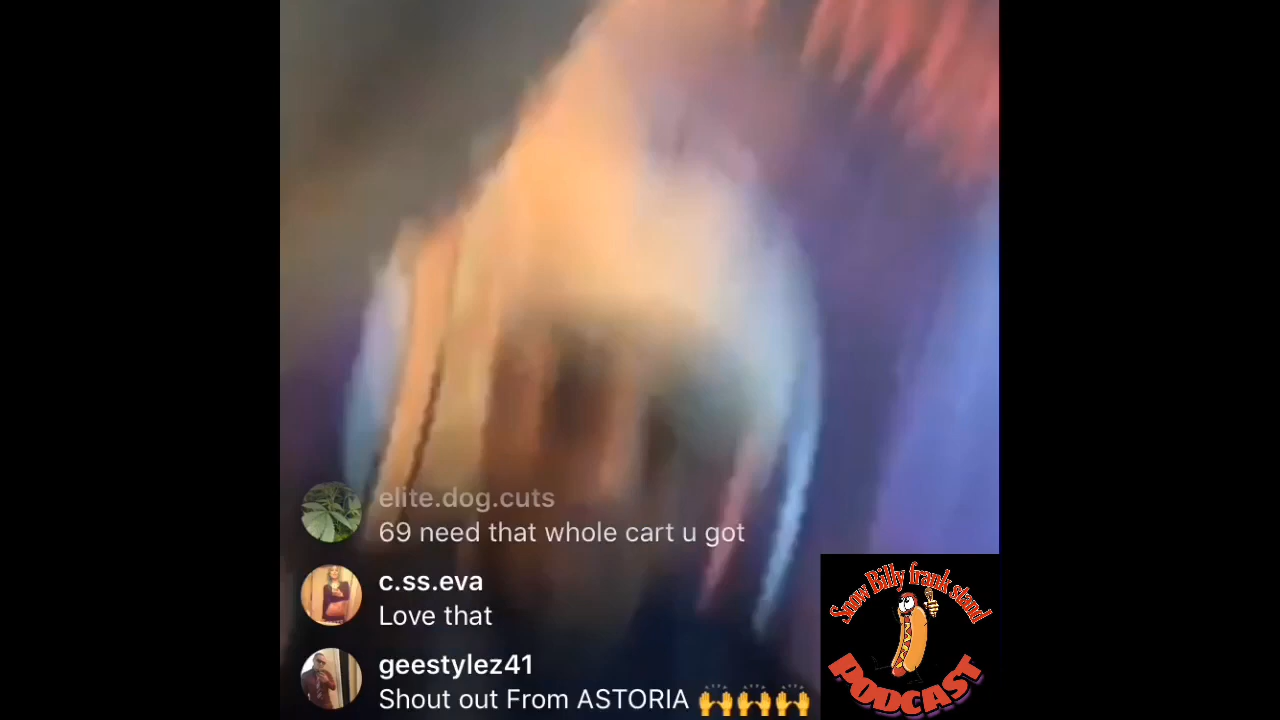 elite.dog.cuts
69 need that whole cart u got
c.ss.eva
Love that
geestylez41
Shout out From ASTORIA 🙌🙌🙌
Snow Billy frank stand
PODCAST